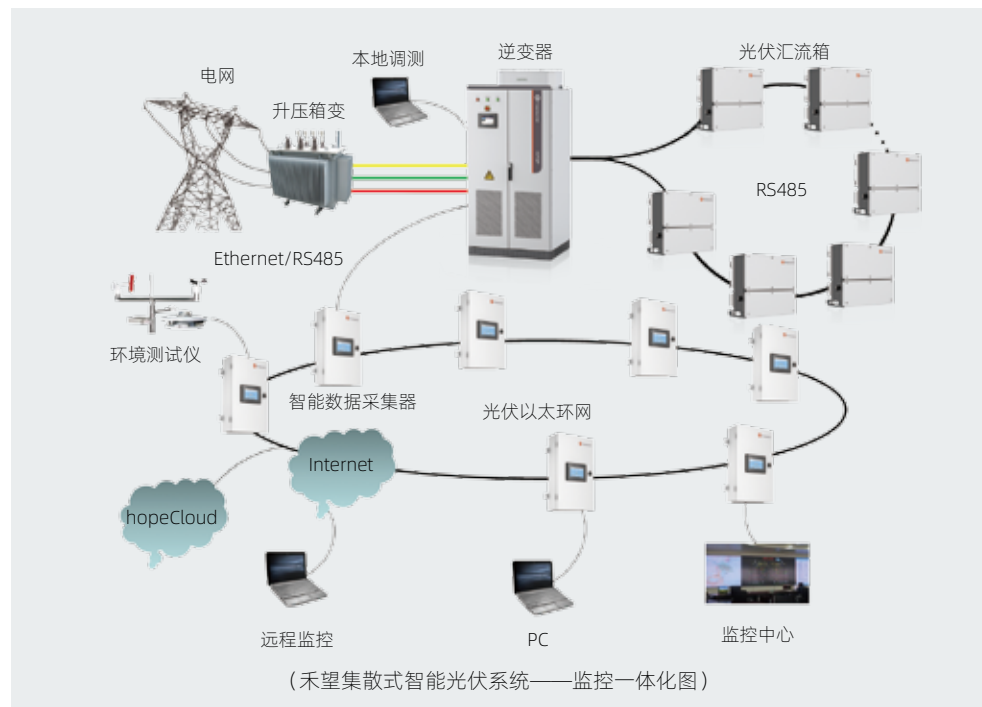 逆变器
光伏汇流箱
本地调测
电网
升压箱变
RS485
Ethernet/RS485
环境测试仪
智能数据采集器
光伏以太环网
Internet
hopeCloud
远程监控
PC
监控中心
（禾望集散式智能光伏系统——监控一体化图）